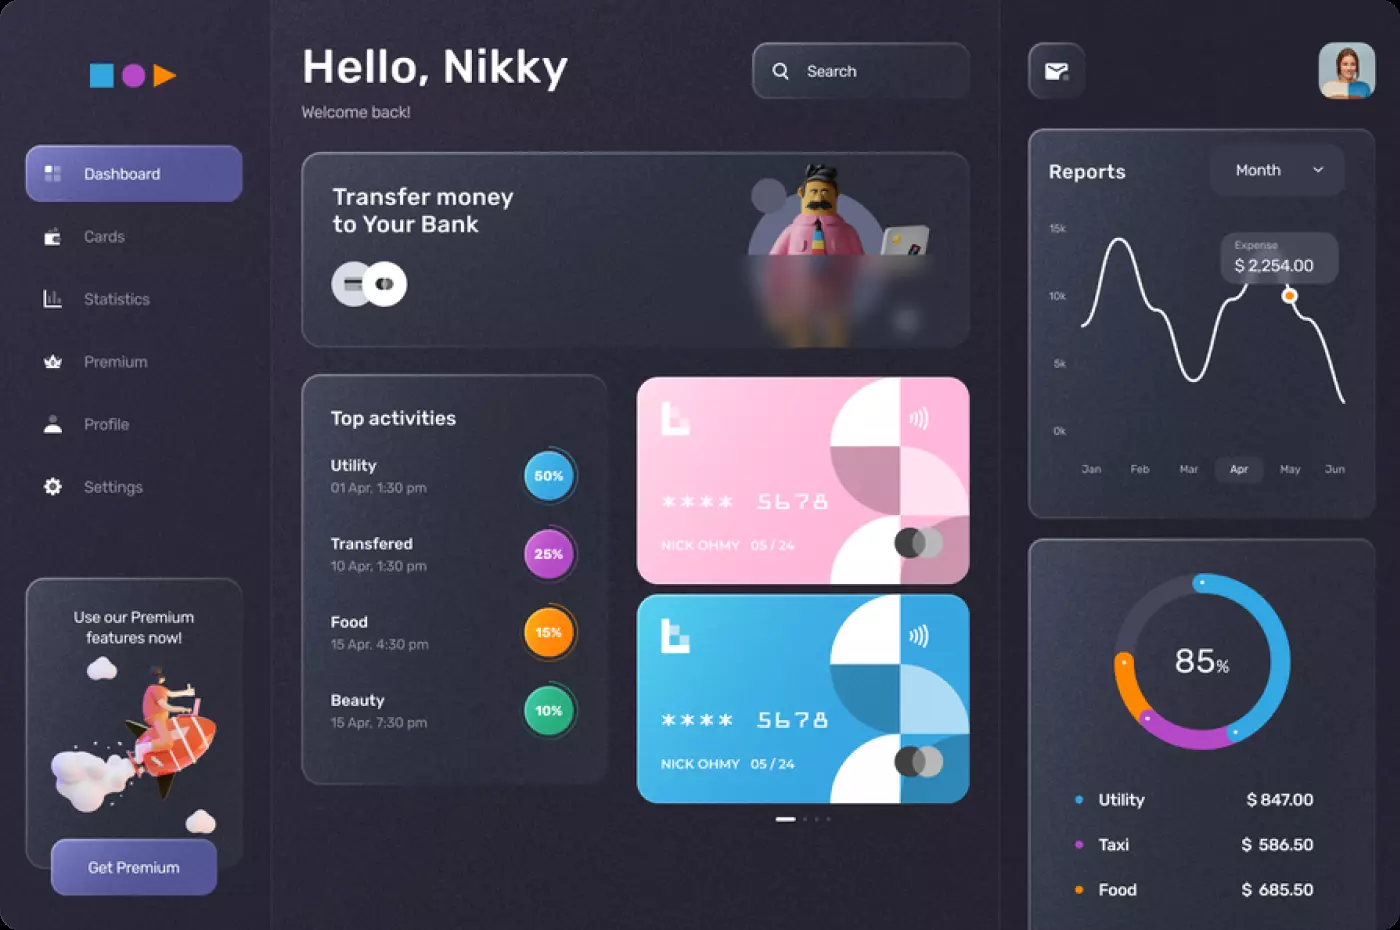 Hello, Nikky
Welcome back!
Search
Dashboard
Cards
Statistics
Premium
Profile
Settings
Use our Premium
features now!
Get Premium
Transfer money
to Your Bank
Top activities
Utility
01 Apr, 1:30 pm
50%
Transfered
10 Apr, 1:30 pm
25%
Food
15 Apr, 4:30 pm
15%
Beauty
15 Apr, 7:30 pm
10%
**** 5678
NICK OHMY 05 / 24
**** 5678
NICK OHMY 05 / 24
Reports
Month
15k
10k
5k
0k
Expense
$ 2,254.00
Jan Feb Mar Apr May Jun
85%
Utility $ 847.00
Taxi $ 586.50
Food $ 685.50